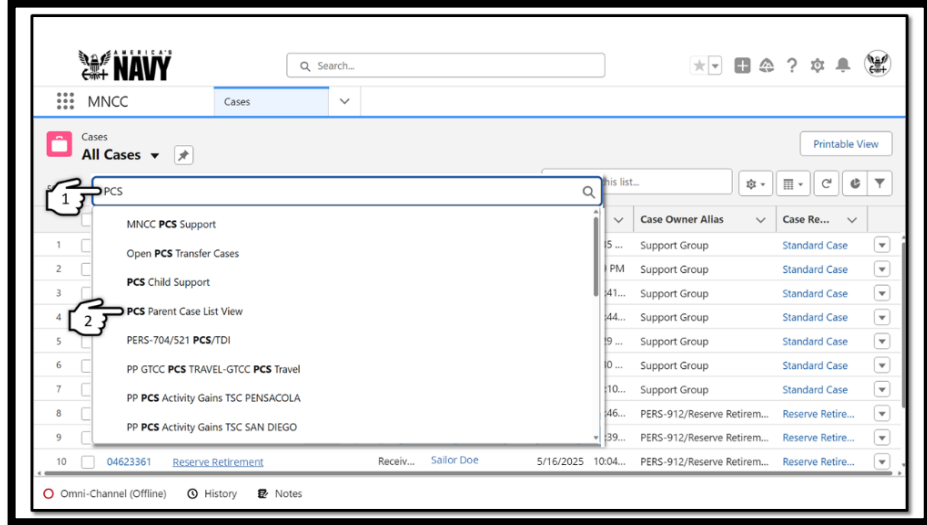 AMERICA'S
NAVY
Search...
MNCC
Cases
Cases
All Cases
Printable View
this list...
1
PCS
MNCC PCS Support
Open PCS Transfer Cases
PCS Child Support
2
PCS Parent Case List View
PERS-704/521 PCS/TDI
PP GTCC PCS TRAVEL-GTCC PCS Travel
PP PCS Activity Gains TSC PENSACOLA
PP PCS Activity Gains TSC SAN DIEGO
Case Owner Alias Case Re...
1 Support Group Standard Case
2 PM Support Group Standard Case
3 :41... Support Group Standard Case
4 :44... Support Group Standard Case
5 Support Group Standard Case
6 Support Group Standard Case
7 :10... Support Group Standard Case
8 :46... PERS-912/Reserve Retirem... Reserve Retire...
9 :39... PERS-912/Reserve Retirem... Reserve Retire...
10 04623361 Reserve Retirement Receiv... Sailor Doe 5/16/2025 10:04... PERS-912/Reserve Retirem... Reserve Retire...
Omni-Channel (Offline) History Notes